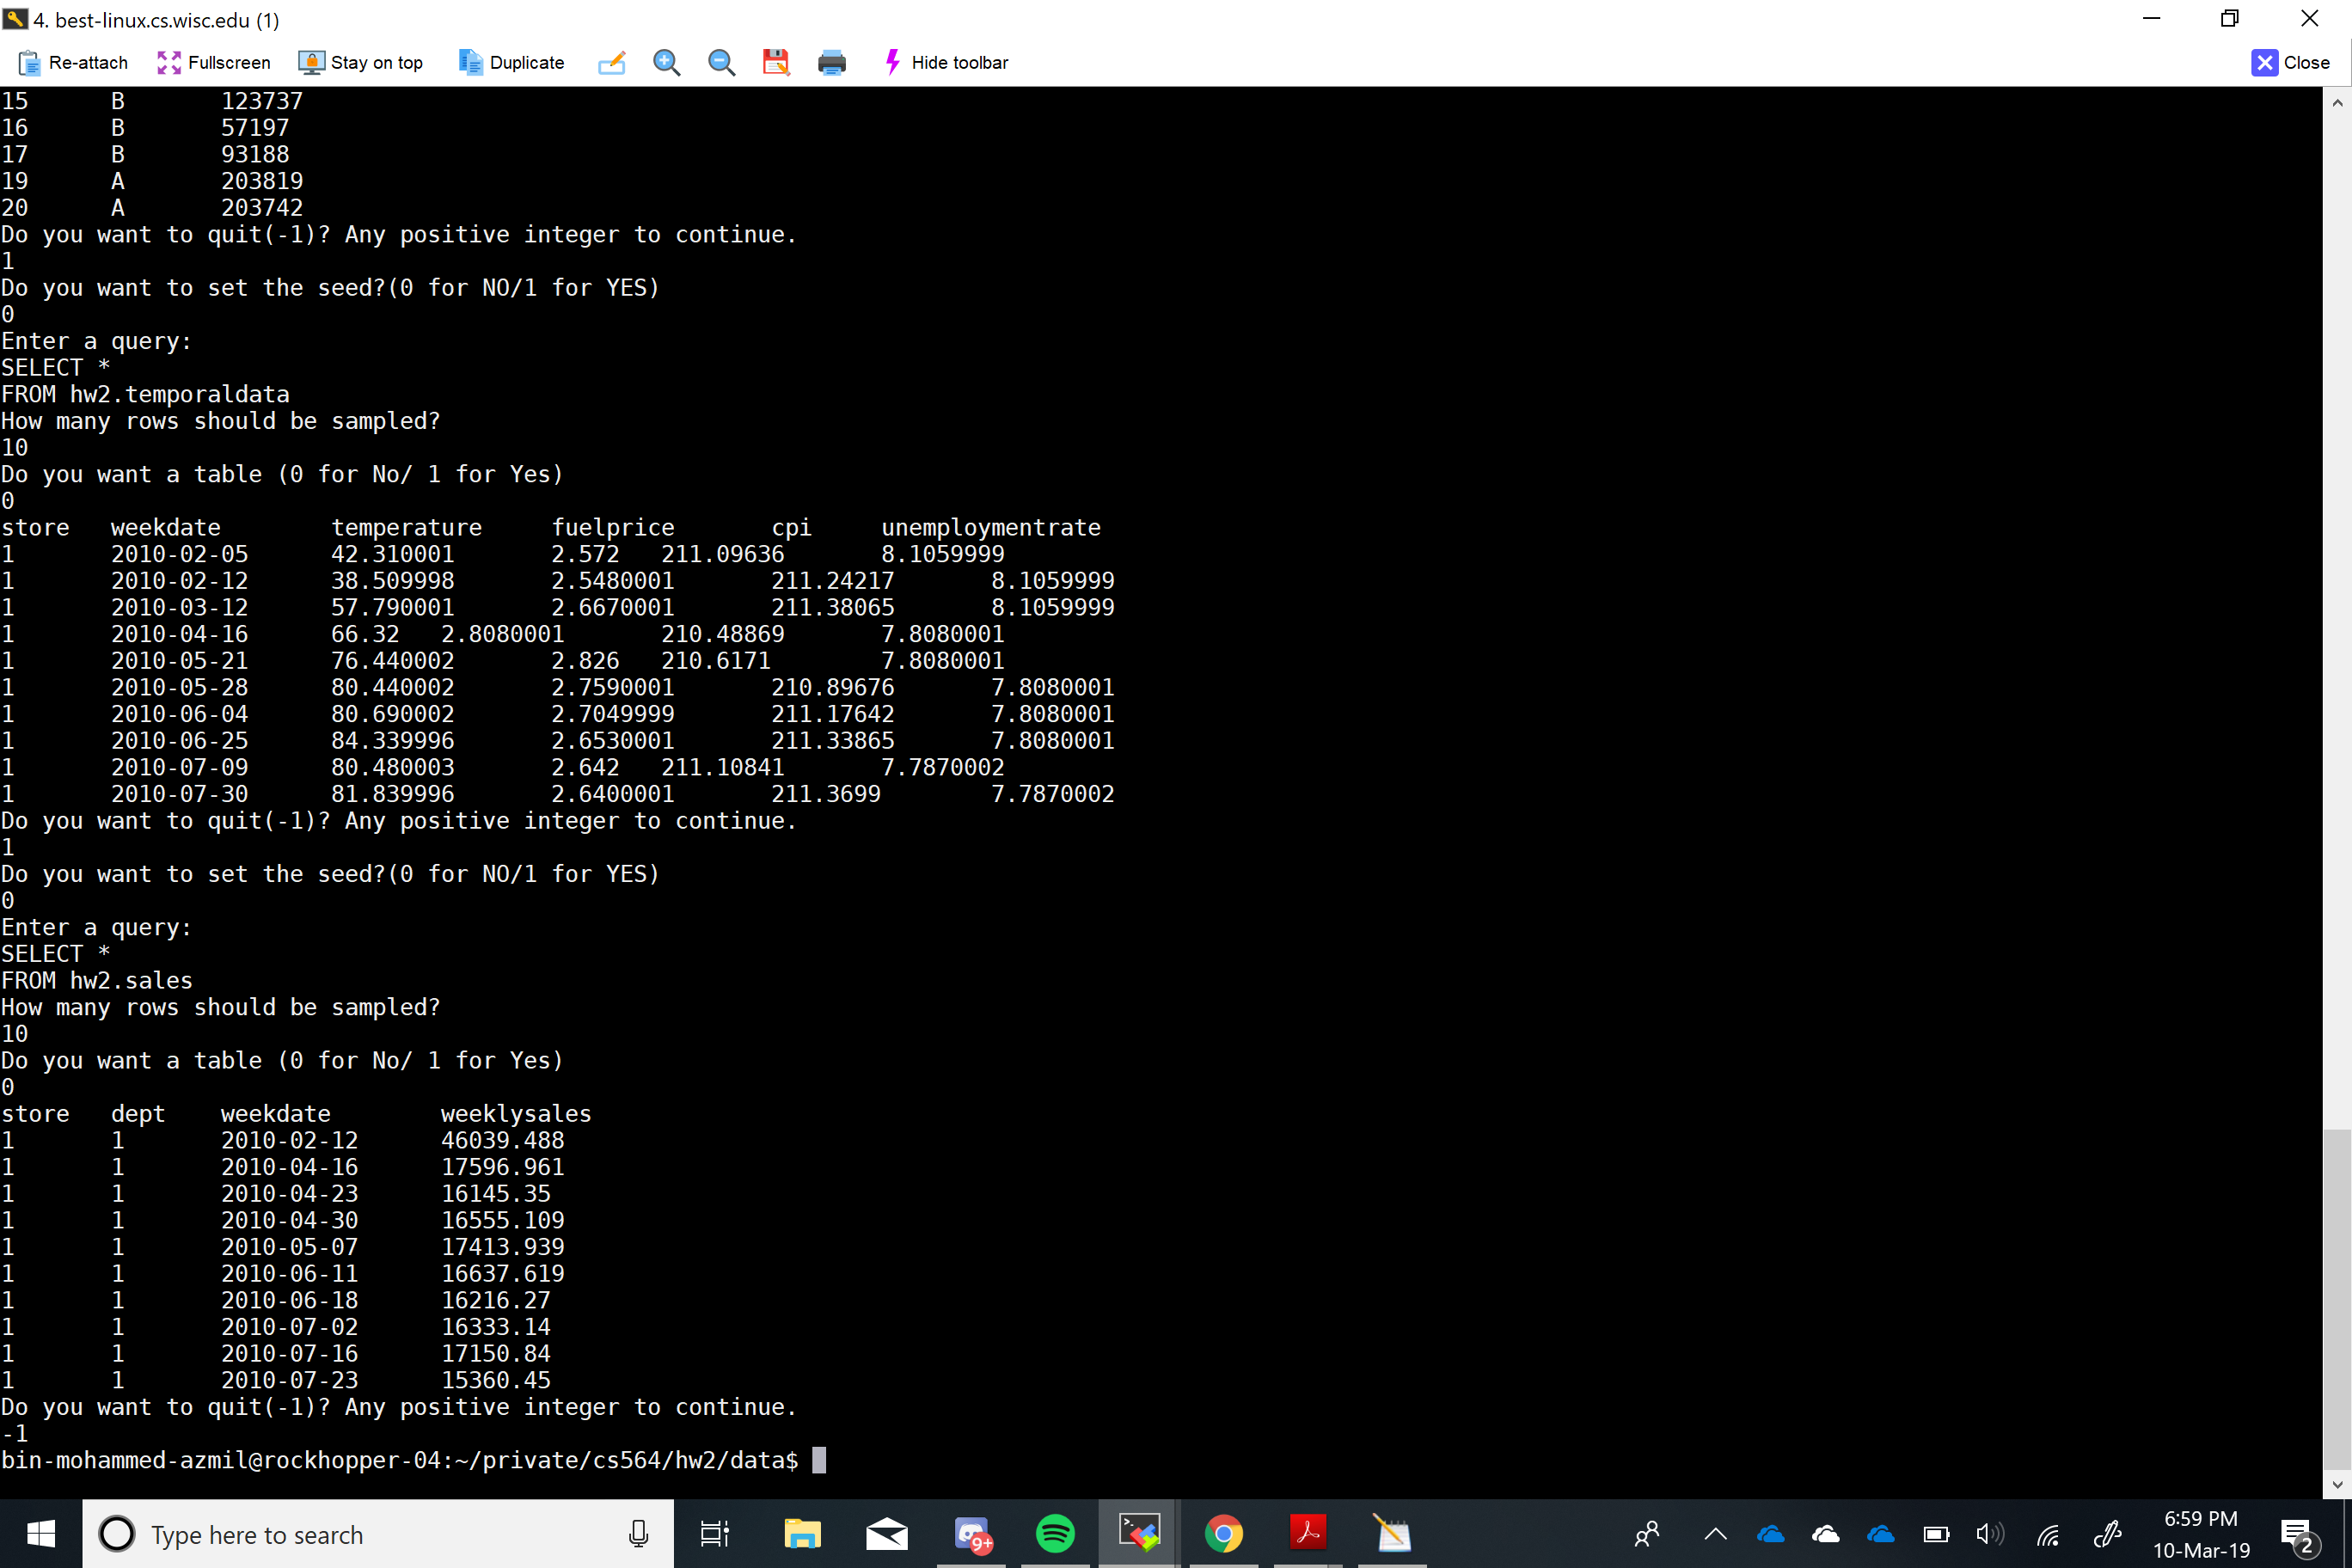 4. best-linux.cs.wisc.edu (1)
Re-attach Fullscreen Stay on top Duplicate Hide toolbar Close
15 B 123737
16 B 57197
17 B 93188
19 A 203819
20 A 203742
Do you want to quit(-1)? Any positive integer to continue.
1
Do you want to set the seed?(0 for NO/1 for YES)
0
Enter a query:
SELECT *
FROM hw2.temporaldata
How many rows should be sampled?
10
Do you want a table (0 for No/ 1 for Yes)
0
store weekdate temperature fuelprice cpi unemploymentrate
1 2010-02-05 42.310001 2.572 211.09636 8.1059999
1 2010-02-12 38.509998 2.5480001 211.24217 8.1059999
1 2010-03-12 57.790001 2.6670001 211.38065 8.1059999
1 2010-04-16 66.32 2.8080001 210.48869 7.8080001
1 2010-05-21 76.440002 2.826 210.6171 7.8080001
1 2010-05-28 80.440002 2.7590001 210.89676 7.8080001
1 2010-06-04 80.690002 2.7049999 211.17642 7.8080001
1 2010-06-25 84.339996 2.6530001 211.33865 7.8080001
1 2010-07-09 80.480003 2.642 211.10841 7.7870002
1 2010-07-30 81.839996 2.6400001 211.3699 7.7870002
Do you want to quit(-1)? Any positive integer to continue.
1
Do you want to set the seed?(0 for NO/1 for YES)
0
Enter a query:
SELECT *
FROM hw2.sales
How many rows should be sampled?
10
Do you want a table (0 for No/ 1 for Yes)
0
store dept weekdate weeklysales
1 1 2010-02-12 46039.488
1 1 2010-04-16 17596.961
1 1 2010-04-23 16145.35
1 1 2010-04-30 16555.109
1 1 2010-05-07 17413.939
1 1 2010-06-11 16637.619
1 1 2010-06-18 16216.27
1 1 2010-07-02 16333.14
1 1 2010-07-16 17150.84
1 1 2010-07-23 15360.45
Do you want to quit(-1)? Any positive integer to continue.
-1
bin-mohammed-azmil@rockhopper-04:~/private/cs564/hw2/data$
Type here to search
9+
6:59 PM
10-Mar-19
2